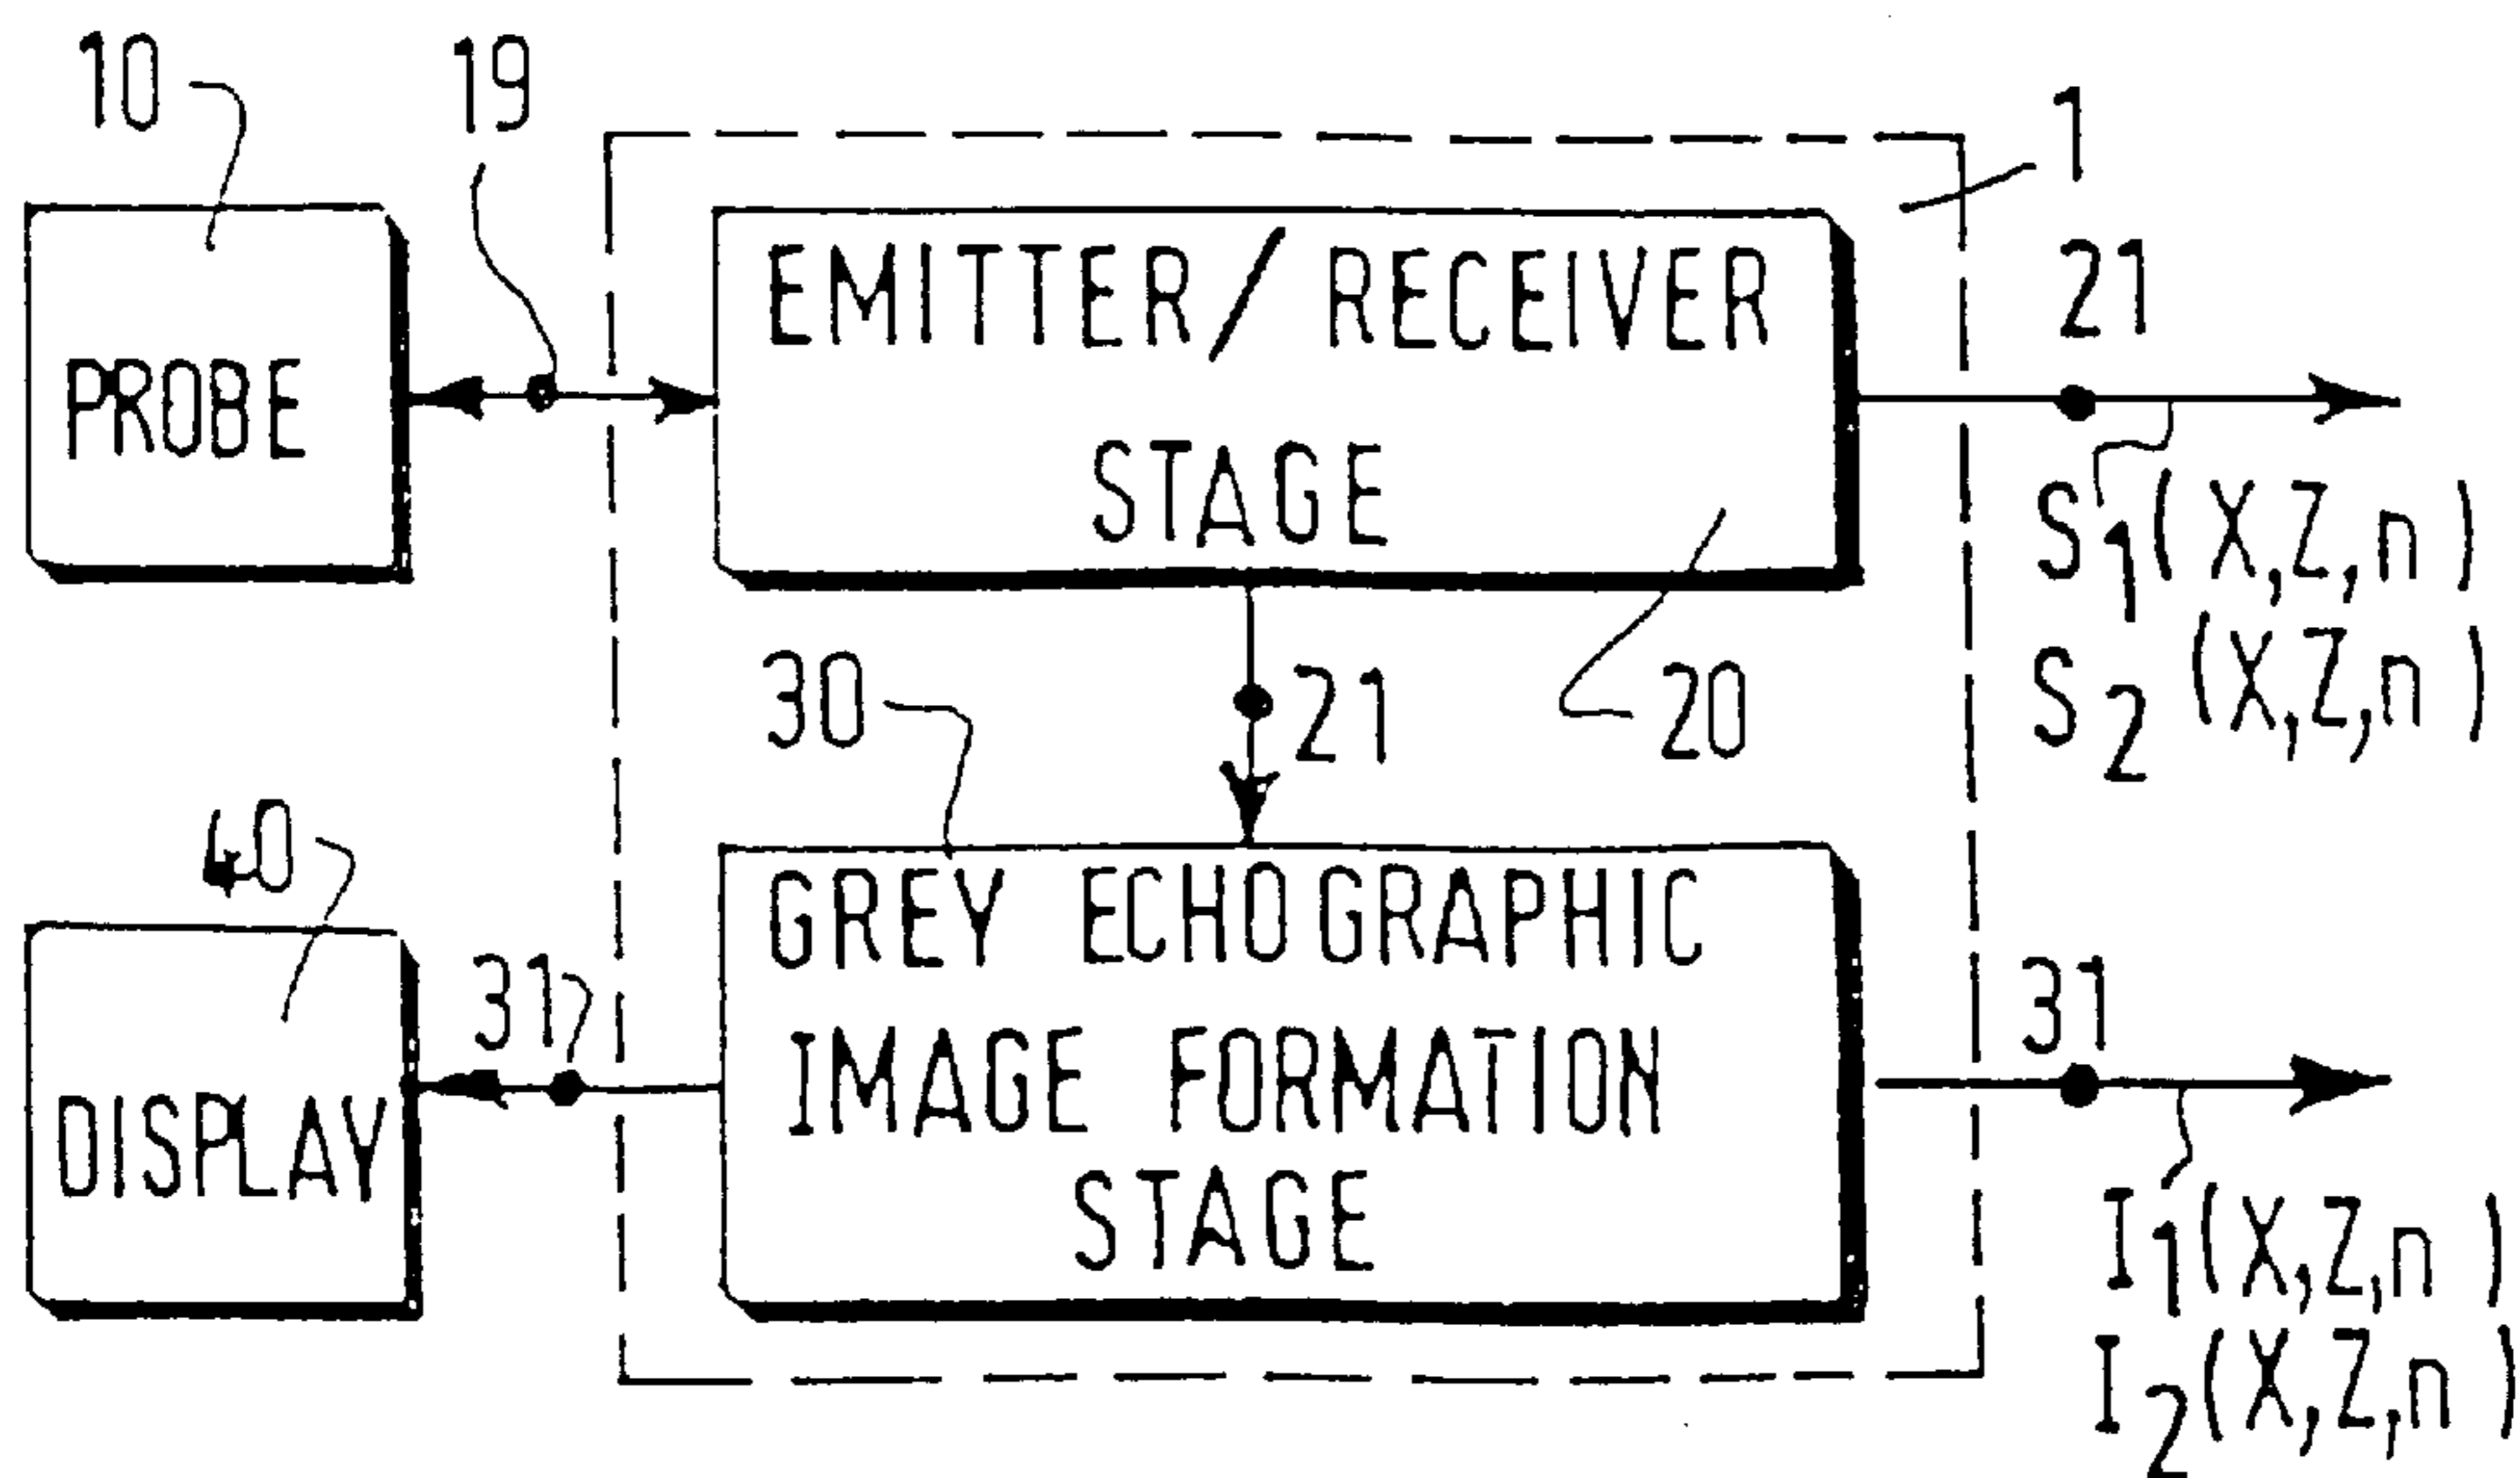 10
19
1
PROBE
EMITTER/ RECEIVER
STAGE
21
S1(X,Z,n)
S2(X,Z,n)
30
21
20
40
31
DISPLAY
GREY ECHOGRAPHIC
IMAGE FORMATION
STAGE
31
I1(X,Z,n)
I2(X,Z,n)